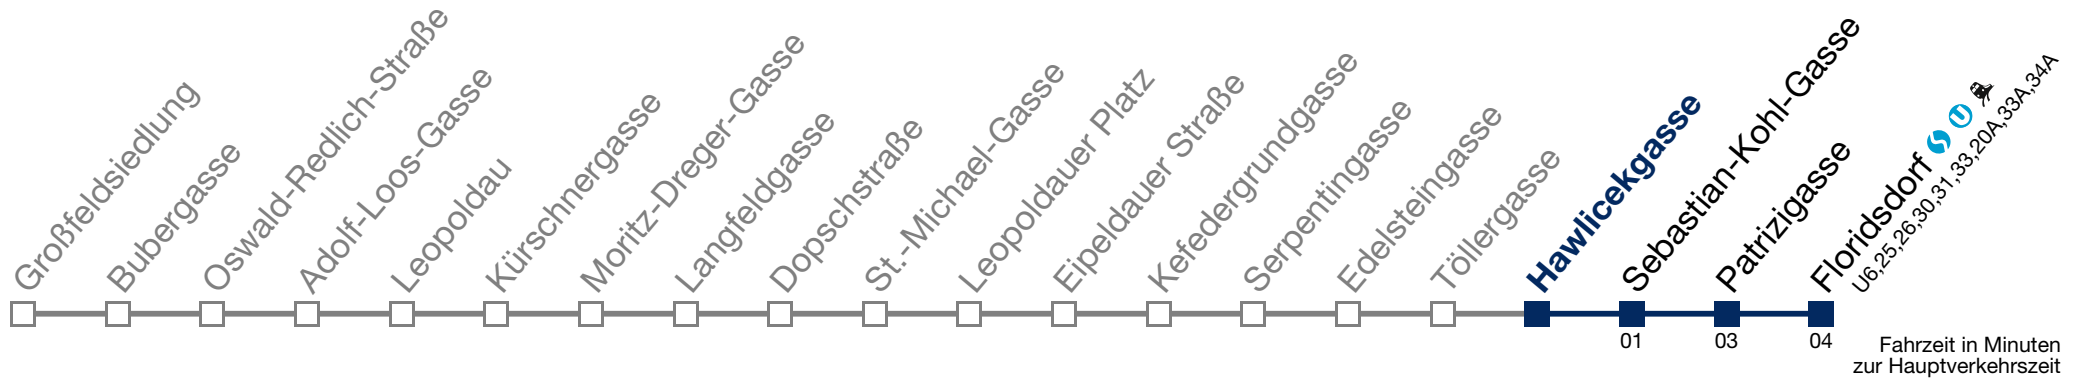 Großfeldsiedlung
Bubergasse
Oswald-Redlich-Straße
Adolf-Loos-Gasse
Leopoldau
Kürschnergasse
Moritz-Dreger-Gasse
Langfeldgasse
Dopschstraße
St.-Michael-Gasse
Leopoldauer Platz
Eipeldauer Straße
Kefedergrundgasse
Serpentingasse
Edelsteingasse
Töllergasse
Hawlicekgasse
Sebastian-Kohl-Gasse
Patrizigasse
Floridsdorf S U
U6,25,26,30,31,33,20A,33A,34A
01
03
04
Fahrzeit in Minuten
zur Hauptverkehrszeit